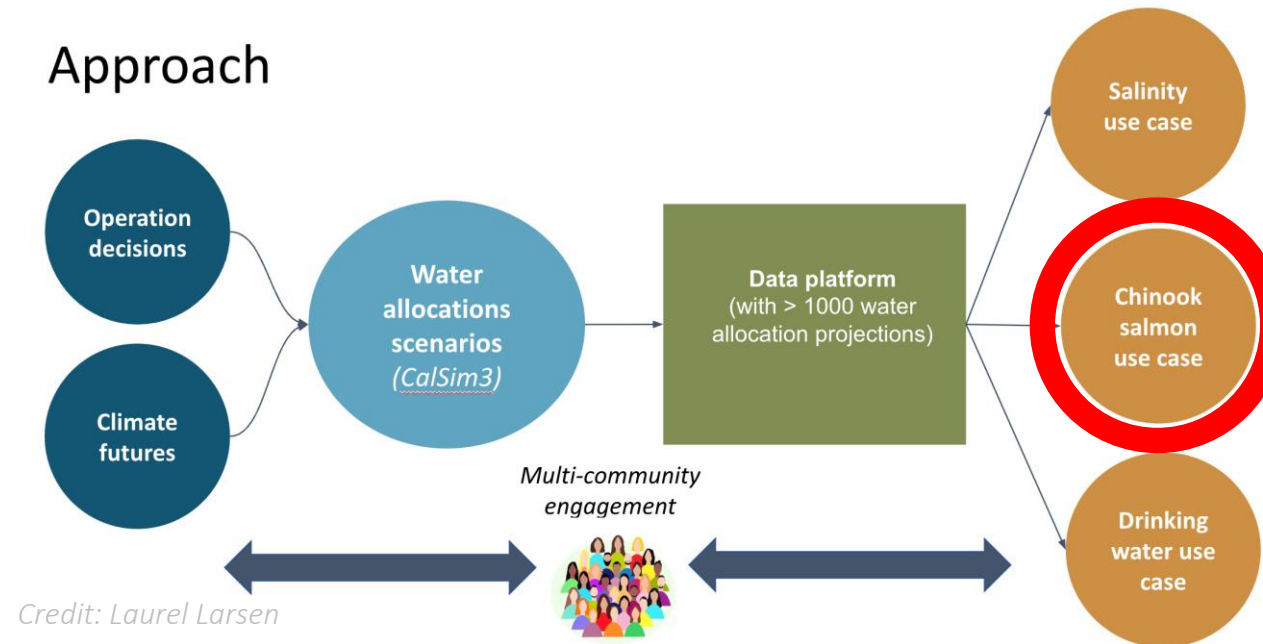 Approach
Operation
decisions
Climate
futures
Water
allocations
scenarios
(CalSim3)
Data platform
(with > 1000 water
allocation projections)
Salinity
use case
Chinook
salmon
use case
Drinking
water use
case
Multi-community
engagement
Credit: Laurel Larsen